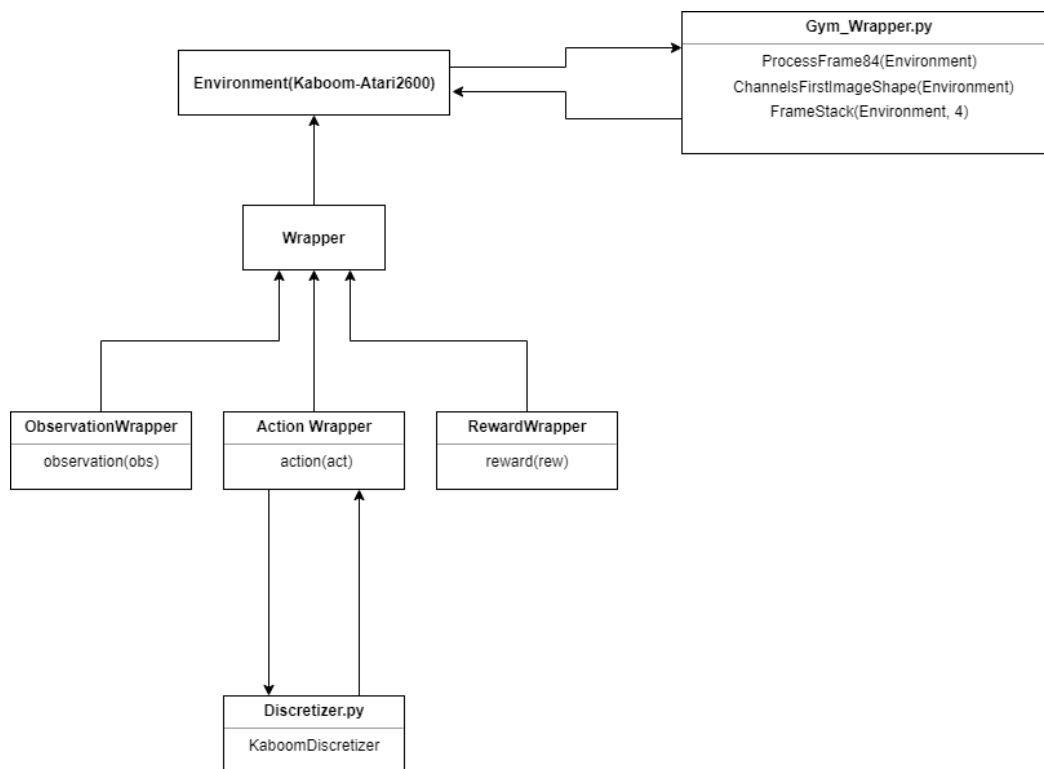 Gym_Wrapper.py
ProcessFrame84(Environment)
ChannelsFirstImageShape(Environment)
FrameStack(Environment, 4)
Environment(Kaboom-Atari2600)
Wrapper
ObservationWrapper
observation(obs)
Action Wrapper
action(act)
RewardWrapper
reward(rew)
Discretizer.py
KaboomDiscretizer